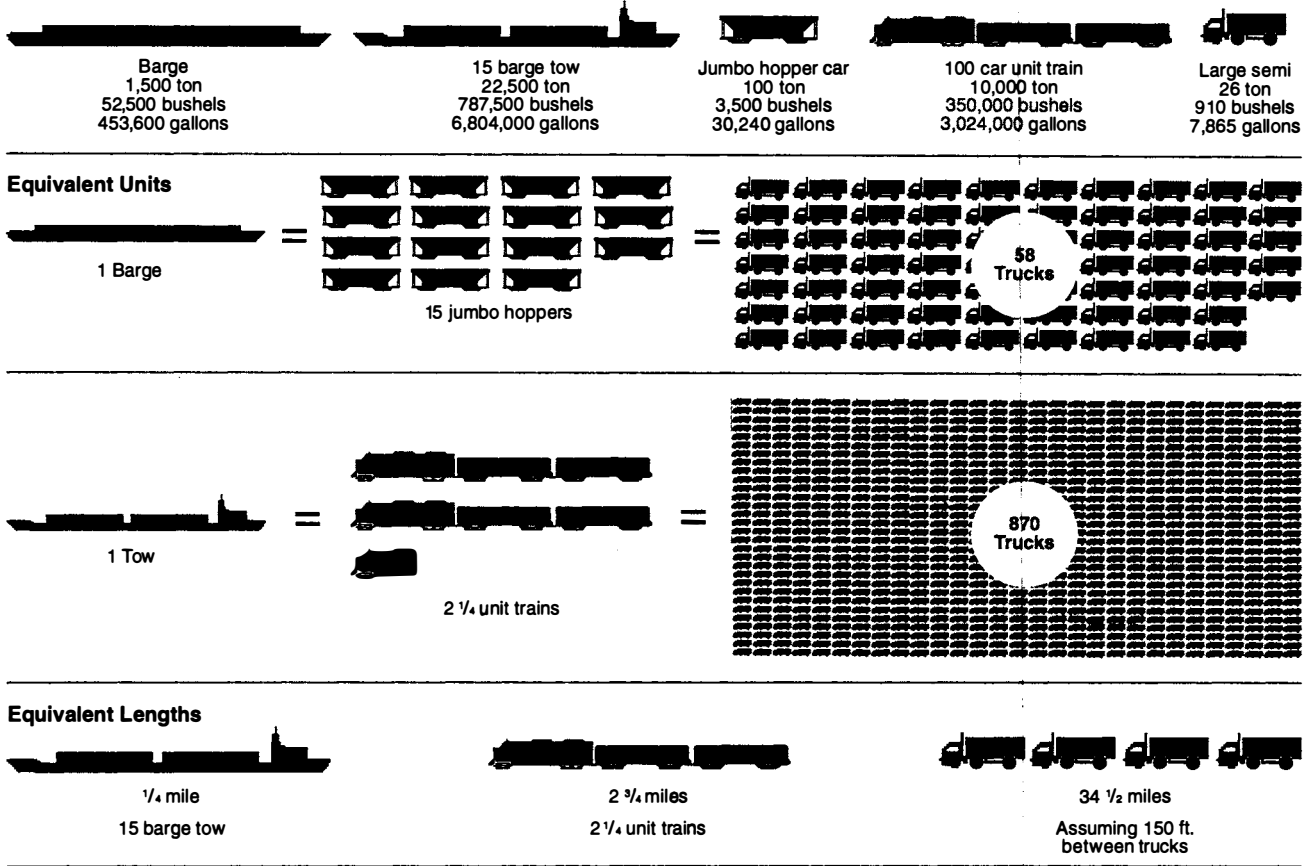 Barge
1,500 ton
52,500 bushels
453,600 gallons
15 barge tow
22,500 ton
787,500 bushels
6,804,000 gallons
Jumbo hopper car
100 ton
3,500 bushels
30,240 gallons
100 car unit train
10,000 ton
350,000 bushels
3,024,000 gallons
Large semi
26 ton
910 bushels
7,865 gallons
Equivalent Units
1 Barge
=
15 jumbo hoppers
=
58
Trucks
1 Tow
=
2 1/4 unit trains
=
870
Trucks
Equivalent Lengths
1/4 mile
15 barge tow
2 3/4 miles
2 1/4 unit trains
34 1/2 miles
Assuming 150 ft.
between trucks